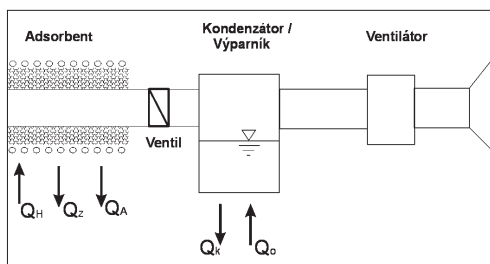 Adsorbent
Kondenzátor /
Výparník
Ventilátor
Ventil
QH
Qz
QA
Qk
Qo